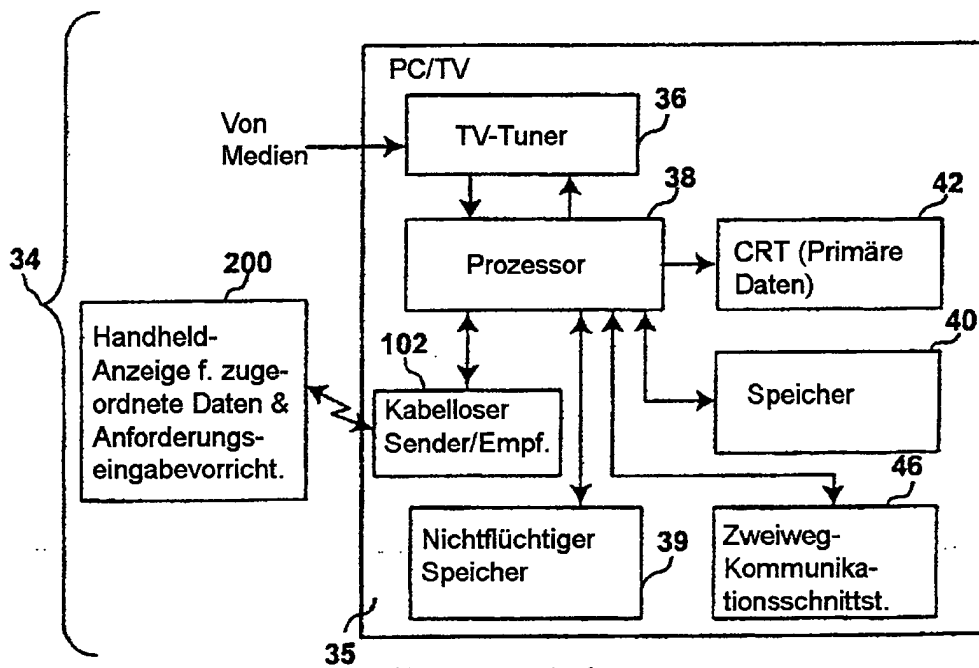 PC/TV
36
Von
Medien
TV-Tuner
38
42
34
200
Prozessor
CRT (Primäre
Daten)
40
Handheld-
Anzeige f. zuge-
ordnete Daten &
Anforderungs-
eingabevorricht.
102
Kabelloser
Sender/Empf.
Speicher
46
Nichtflüchtiger
Speicher
39
Zweiweg-
Kommunika-
tionsschnittst.
35